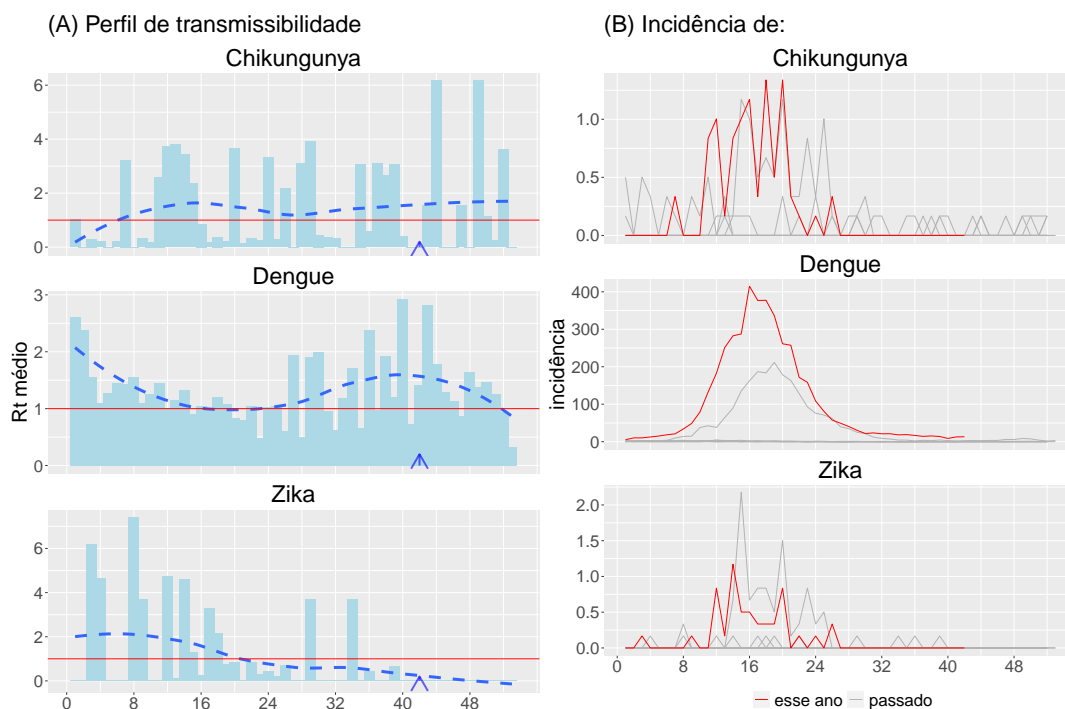 (A) Perfil de transmissibilidade
Chikungunya
6
4
2
0
Dengue
3
2
1
0
Rt médio
Zika
6
4
2
0
0 8 16 24 32 40 48
(B) Incidência de:
Chikungunya
1.0
0.5
0.0
Dengue
400
300
200
100
0
incidência
Zika
2.0
1.5
1.0
0.5
0.0
0 8 16 24 32 40 48
esse ano passado